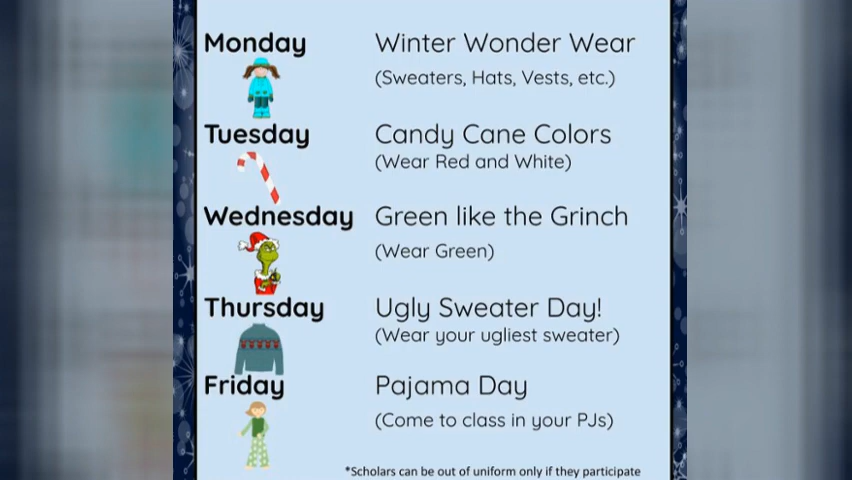 Monday Winter Wonder Wear
(Sweaters, Hats, Vests, etc.)
Tuesday Candy Cane Colors
(Wear Red and White)
Wednesday Green like the Grinch
(Wear Green)
Thursday Ugly Sweater Day!
(Wear your ugliest sweater)
Friday Pajama Day
(Come to class in your PJs)
*Scholars can be out of uniform only if they participate